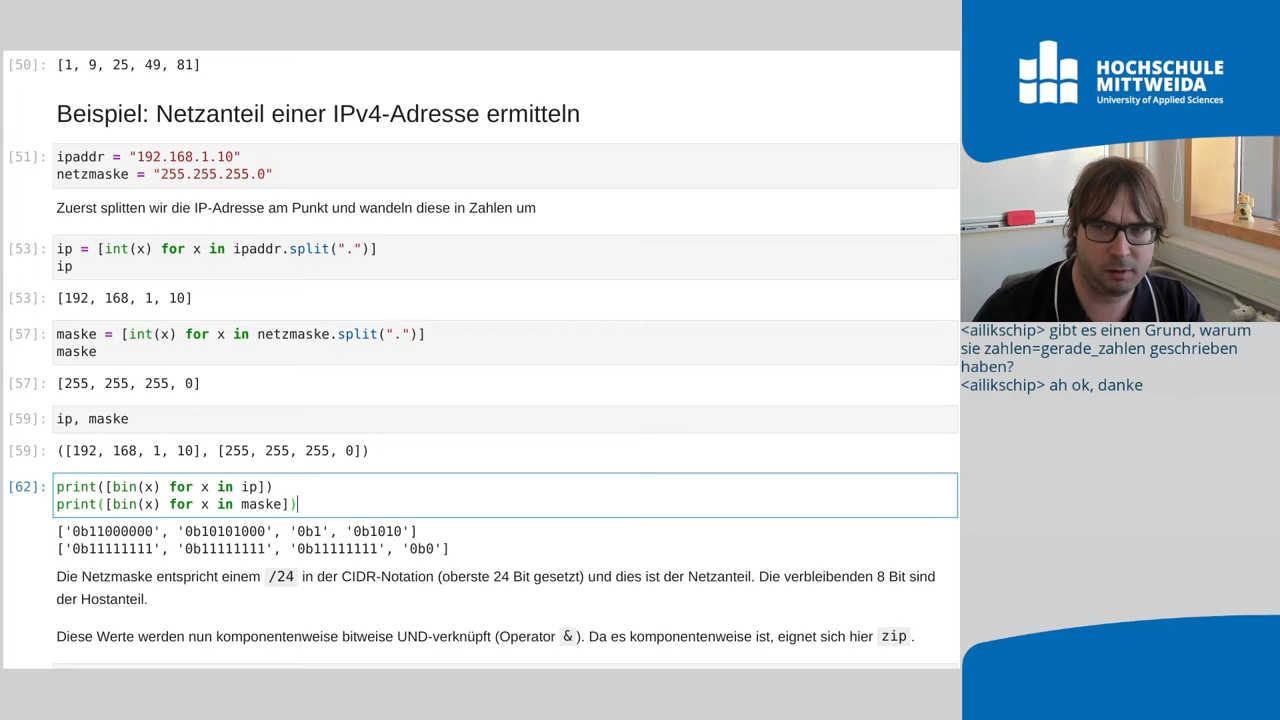 [50]: [1, 9, 25, 49, 81]
Beispiel: Netzanteil einer IPv4-Adresse ermitteln
[51]: ipaddr = "192.168.1.10"
netzmaske = "255.255.255.0"
Zuerst splitten wir die IP-Adresse am Punkt und wandeln diese in Zahlen um
[53]: ip = [int(x) for x in ipaddr.split(".")]
ip
[53]: [192, 168, 1, 10]
[57]: maske = [int(x) for x in netzmaske.split(".")]
maske
[57]: [255, 255, 255, 0]
[59]: ip, maske
[59]: ([192, 168, 1, 10], [255, 255, 255, 0])
[62]: print([bin(x) for x in ip])
print([bin(x) for x in maske])
['0b11000000', '0b10101000', '0b1', '0b1010']
['0b11111111', '0b11111111', '0b11111111', '0b0']
Die Netzmaske entspricht einem /24 in der CIDR-Notation (oberste 24 Bit gesetzt) und dies ist der Netzanteil. Die verbleibenden 8 Bit sind
der Hostanteil.
Diese Werte werden nun komponentenweise bitweise UND-verknüpft (Operator & ). Da es komponentenweise ist, eignet sich hier zip .
HOCHSCHULE
MITTWEIDA
University of Applied Sciences
<ailikschip> gibt es einen Grund, warum
sie zahlen=gerade_zahlen geschrieben
haben?
<ailikschip> ah ok, danke